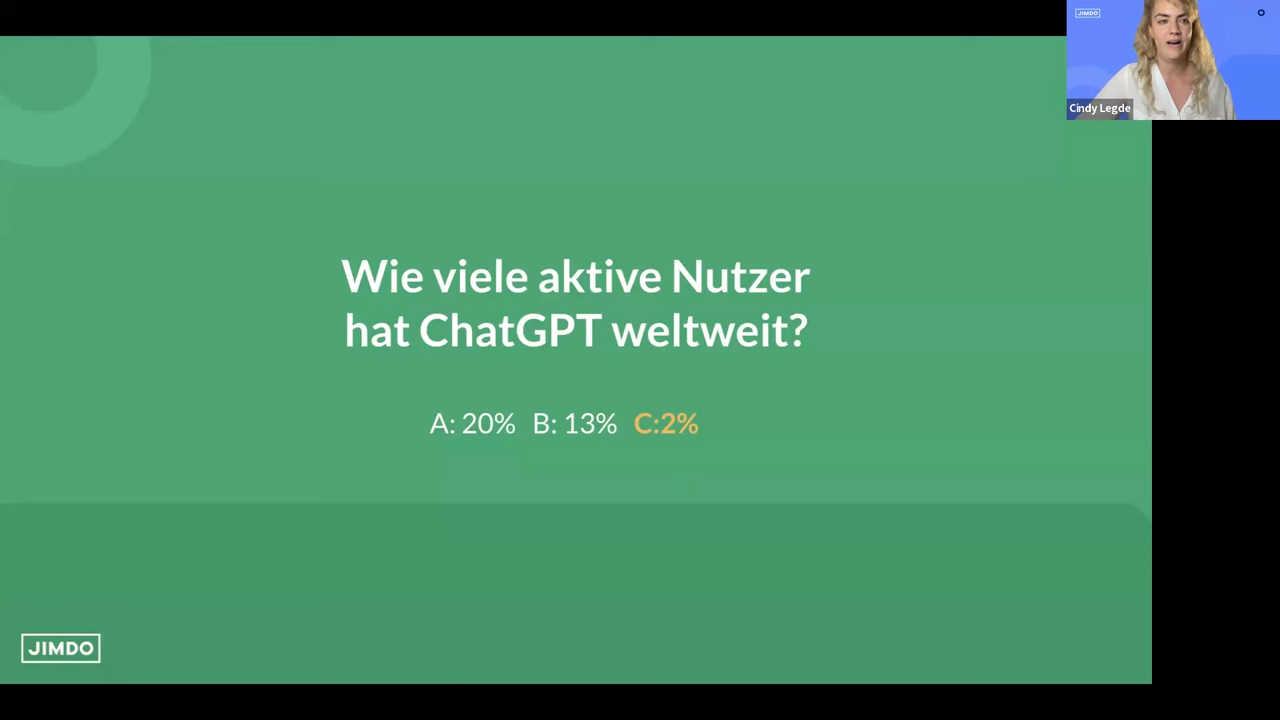 JIMDO
Cindy Legde
Wie viele aktive Nutzer
hat ChatGPT weltweit?
A: 20% B: 13% C:2%
JIMDO